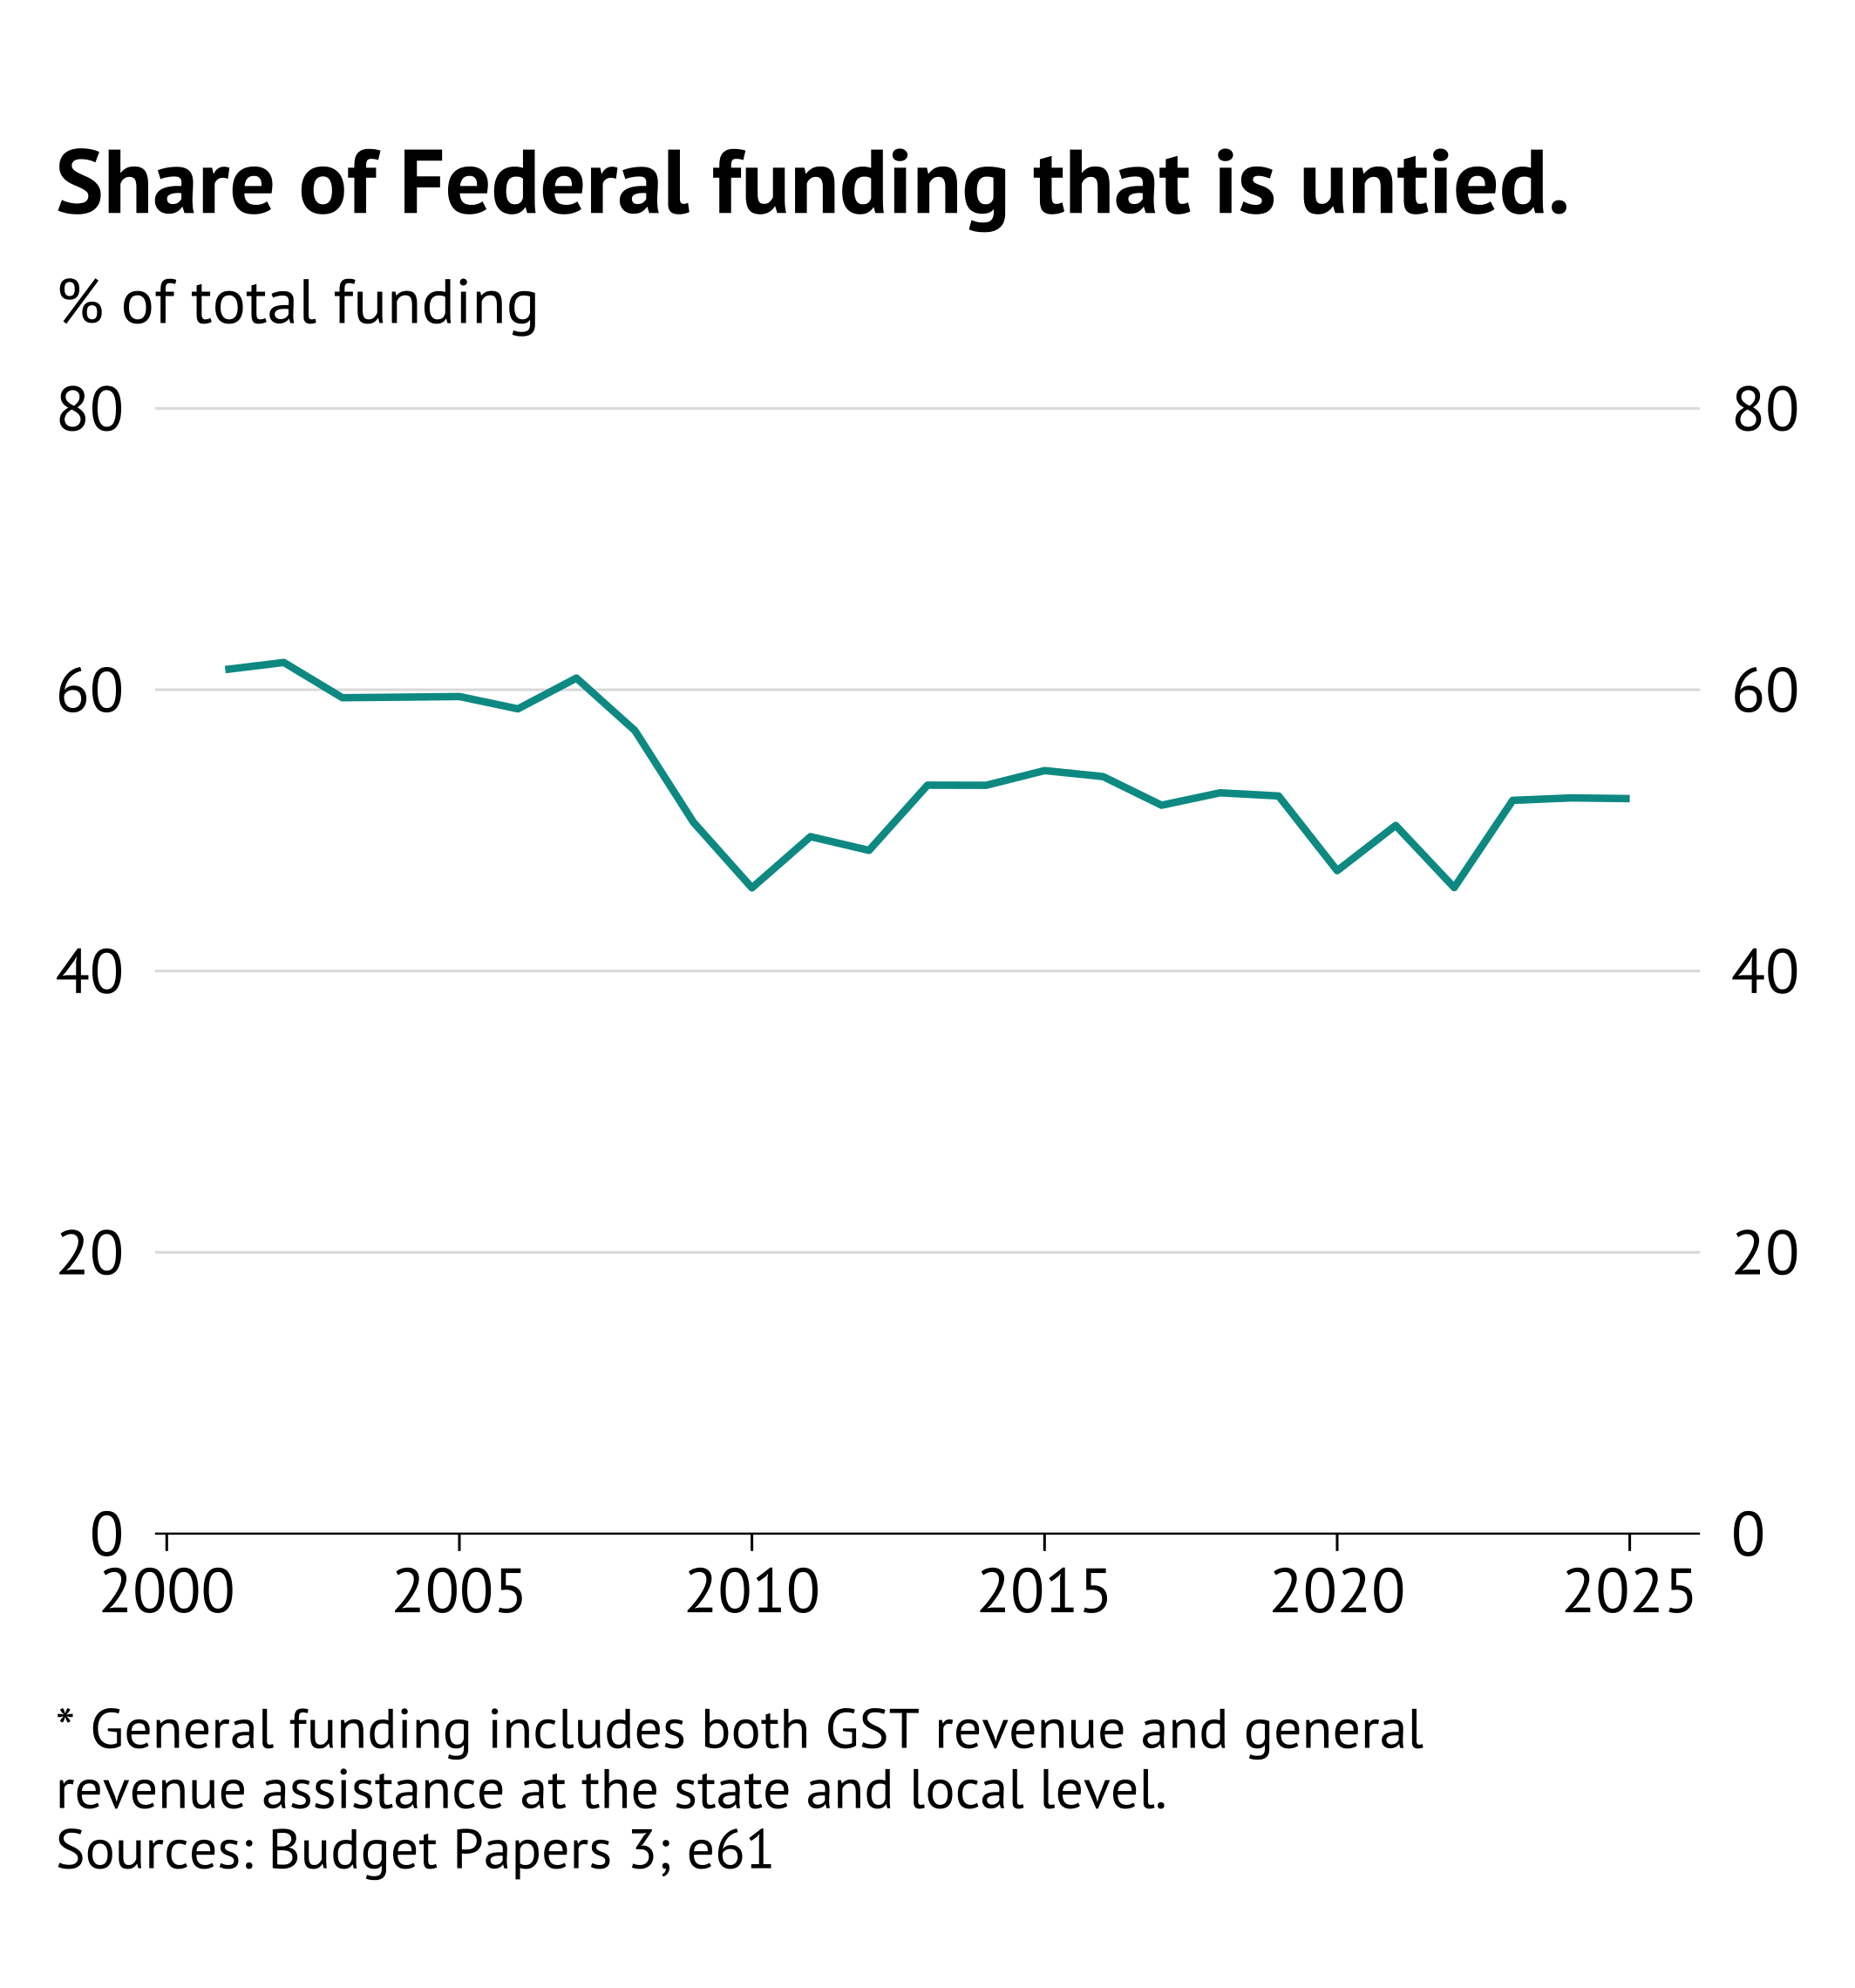 Share of Federal funding that is untied.
% of total funding
80 80
60 60
40 40
20 20
0 0
2000 2005 2010 2015 2020 2025
* General funding includes both GST revenue and general
revenue assistance at the state and local level.
Sources: Budget Papers 3; e61